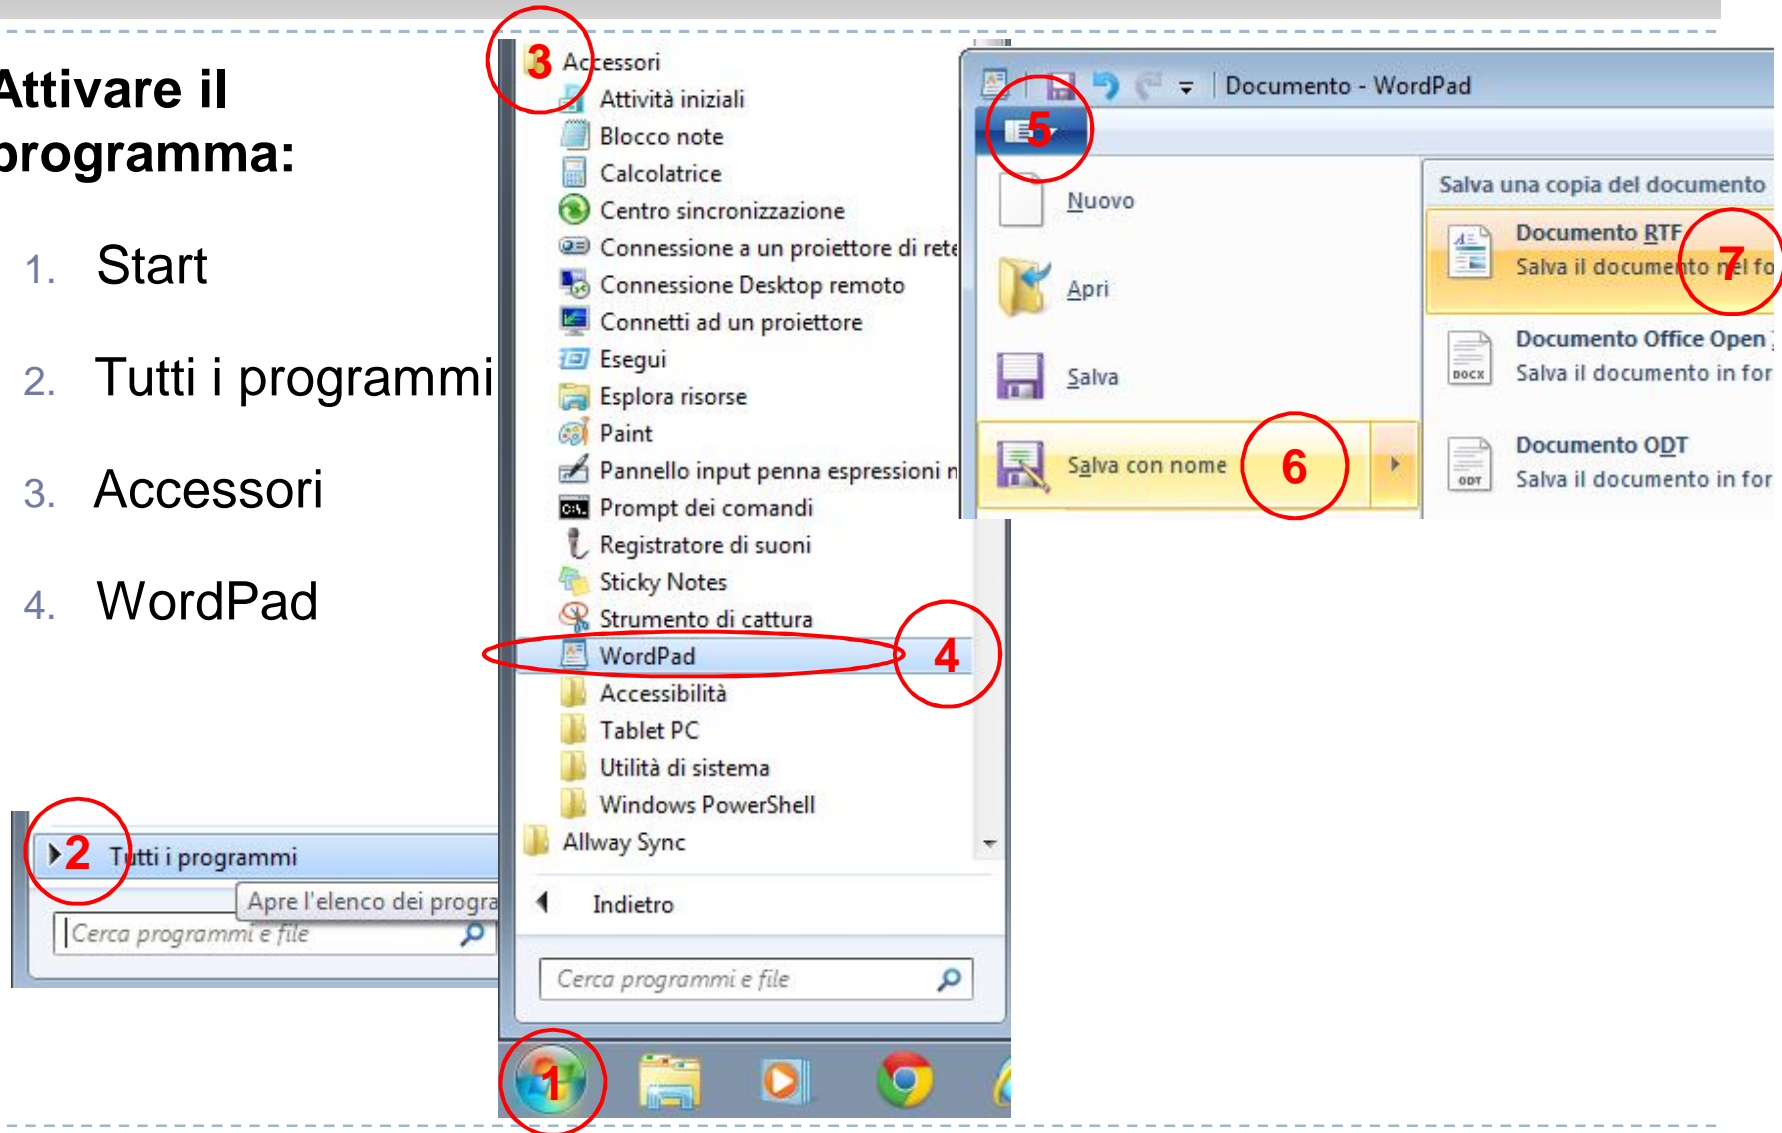 Attivare il
programma:
1. Start
2. Tutti i programmi
3. Accessori
4. WordPad
2 Tutti i programmi
Apre l'elenco dei progra
Cerca programmi e file
3 Accessori
Attività iniziali
Blocco note
Calcolatrice
Centro sincronizzazione
Connessione a un proiettore di rete
Connessione Desktop remoto
Connetti ad un proiettore
Esegui
Esplora risorse
Paint
Pannello input penna espressioni
Prompt dei comandi
Registratore di suoni
Sticky Notes
Strumento di cattura
WordPad 4
Accessibilità
Tablet PC
Utilità di sistema
Windows PowerShell
Allway Sync
Indietro
Cerca programmi e file
1
Documento - WordPad
5
Nuovo
Apri
Salva
Salva con nome 6
Salva una copia del documento
Documento RTF
Salva il documento nel fo
7
Documento Office Open
DOCX
Salva il documento in for
Documento ODT
ODT
Salva il documento in for